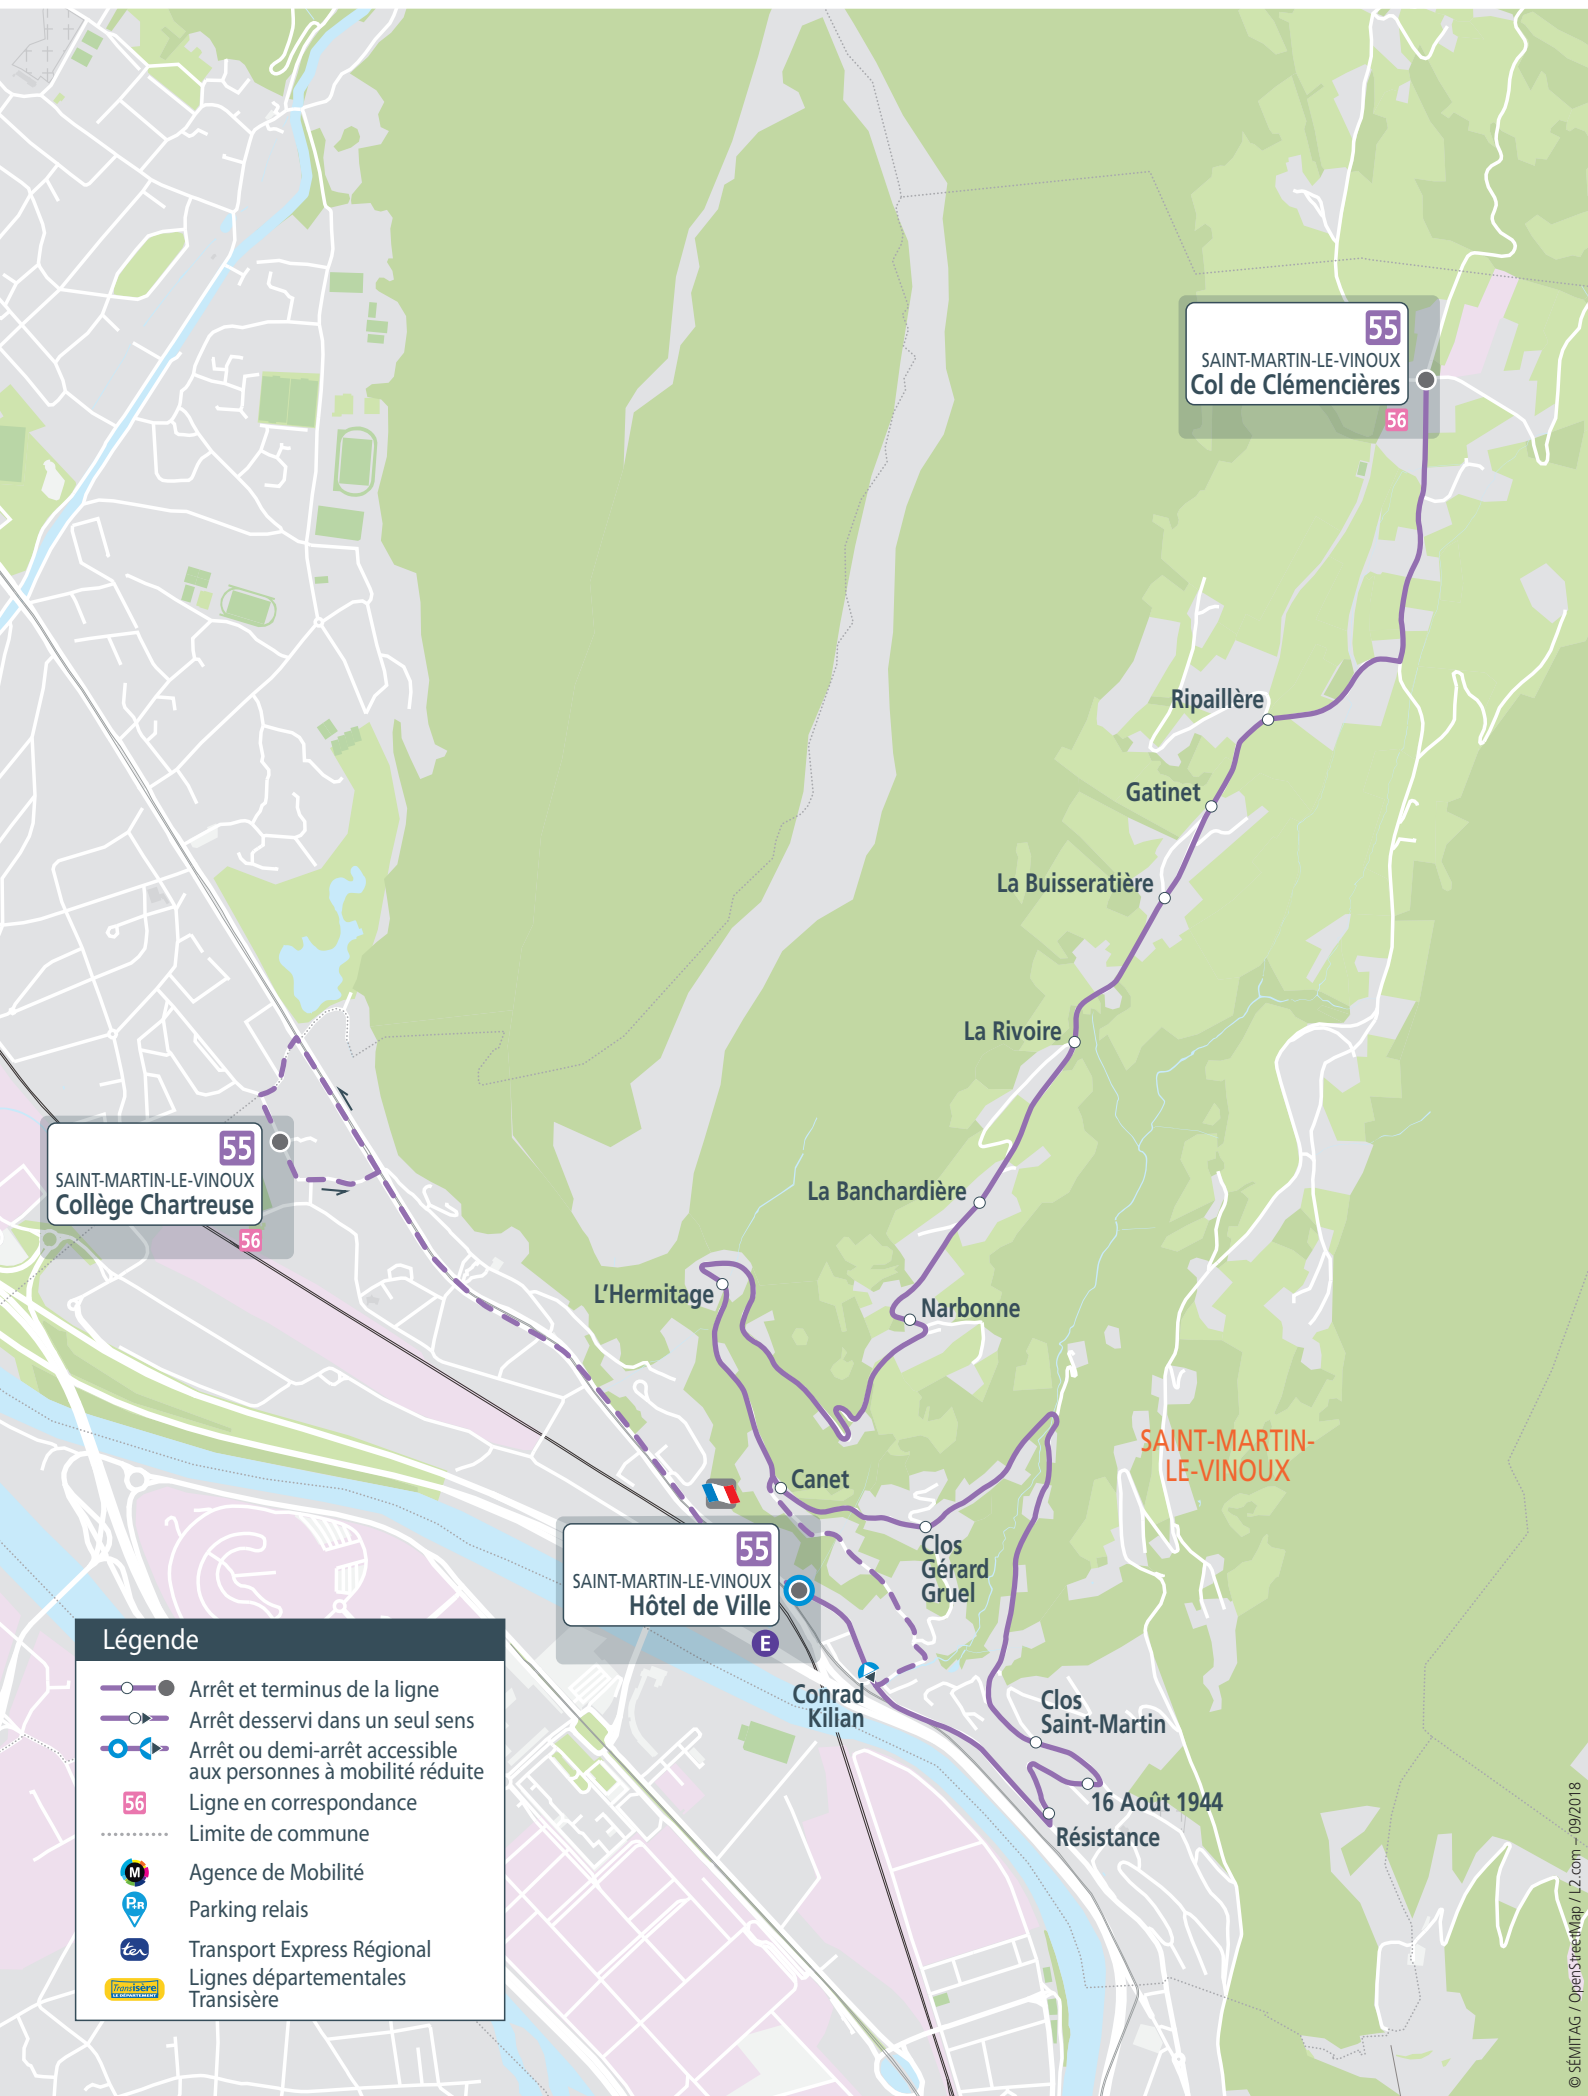 55
SAINT-MARTIN-LE-VINOUX
Col de Clémencières
56
Ripaillère
Gatinet
La Buisseratière
La Rivoire
55
SAINT-MARTIN-LE-VINOUX
Collège Chartreuse
56
La Banchardière
L'Hermitage
Narbonne
SAINT-MARTIN-
LE-VINOUX
Canet
Clos
Gérard
Gruel
55
SAINT-MARTIN-LE-VINOUX
Hôtel de Ville
E
Conrad
Kilian
Clos
Saint-Martin
16 Août 1944
Résistance
Légende
Arrêt et terminus de la ligne
Arrêt desservi dans un seul sens
Arrêt ou demi-arrêt accessible
aux personnes à mobilité réduite
56 Ligne en correspondance
Limite de commune
M Agence de Mobilité
P+R Parking relais
ter Transport Express Régional
Transisère
LE DÉPARTEMENT
Lignes départementales
Transisère
© SÉMITAG / OpenStreetMap / L2.com – 09/2018